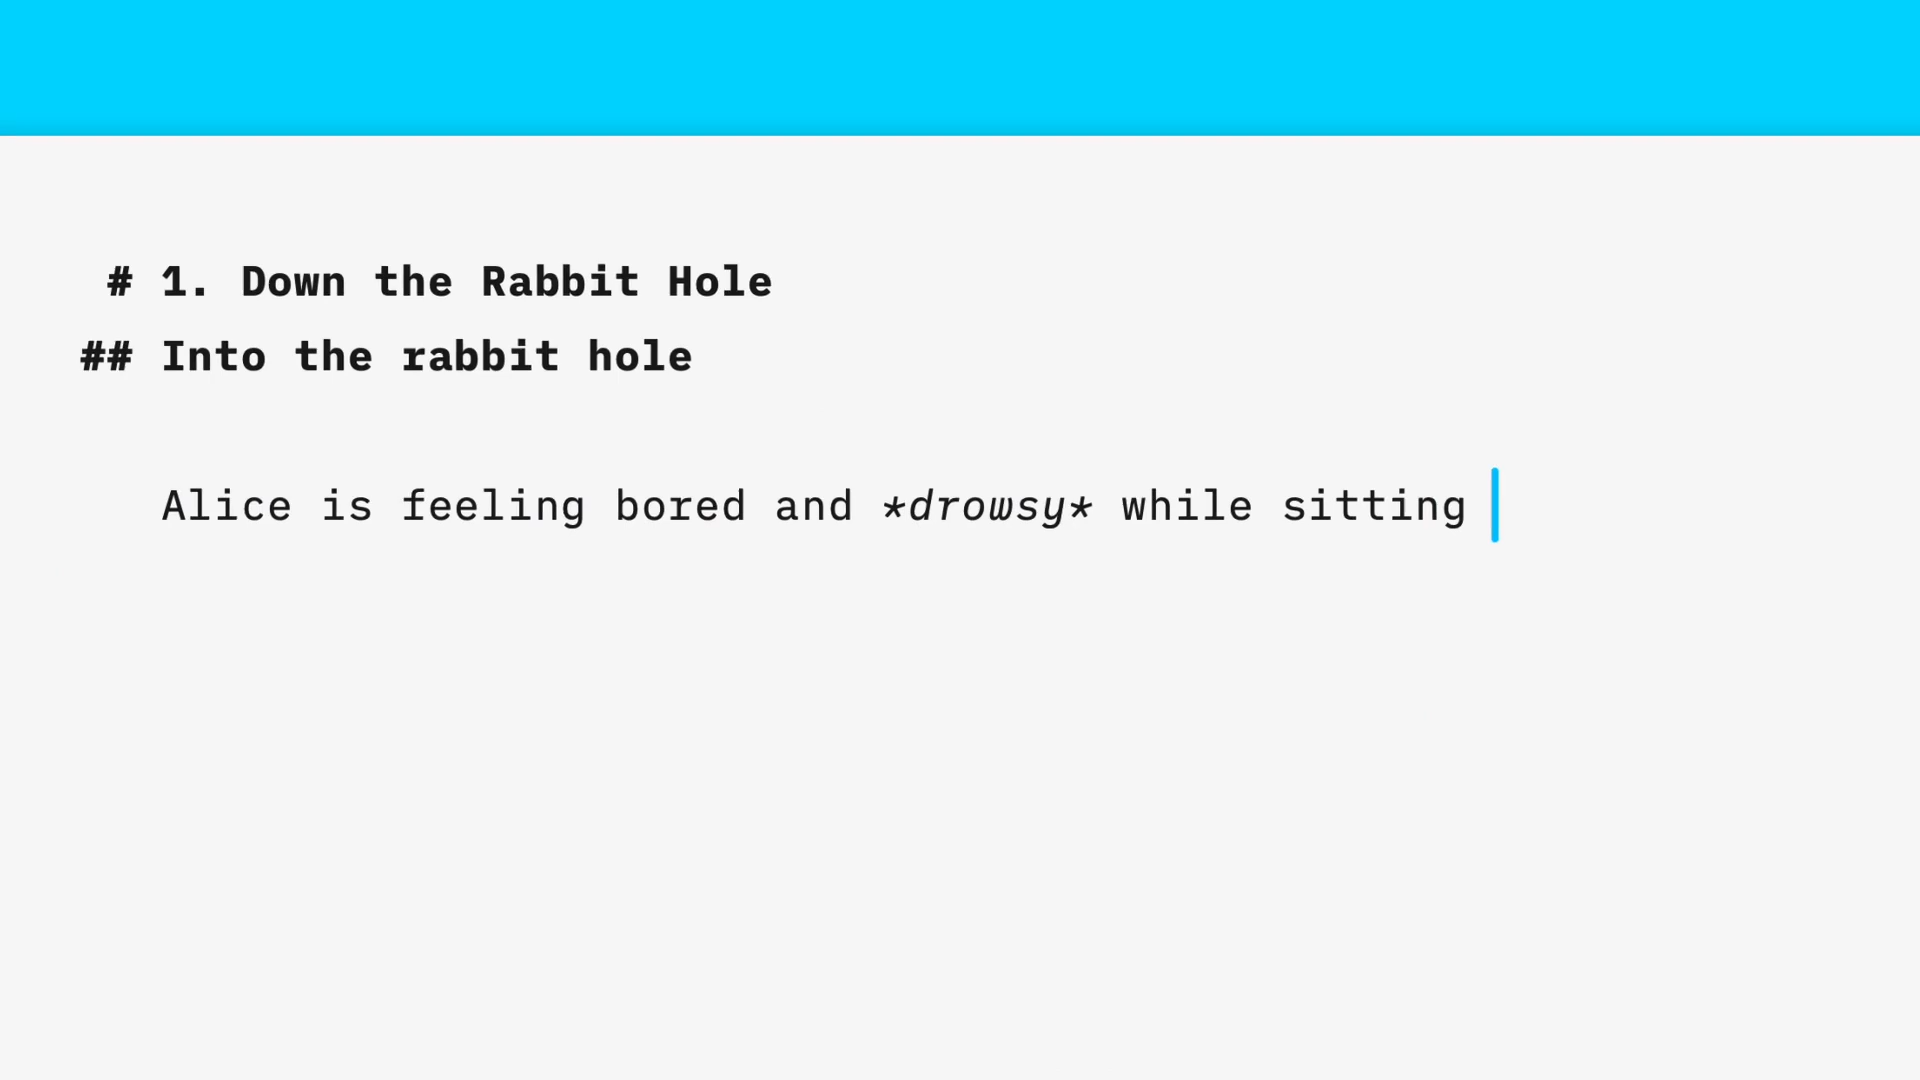 # 1. Down the Rabbit Hole
## Into the rabbit hole
Alice is feeling bored and *drowsy* while sitting